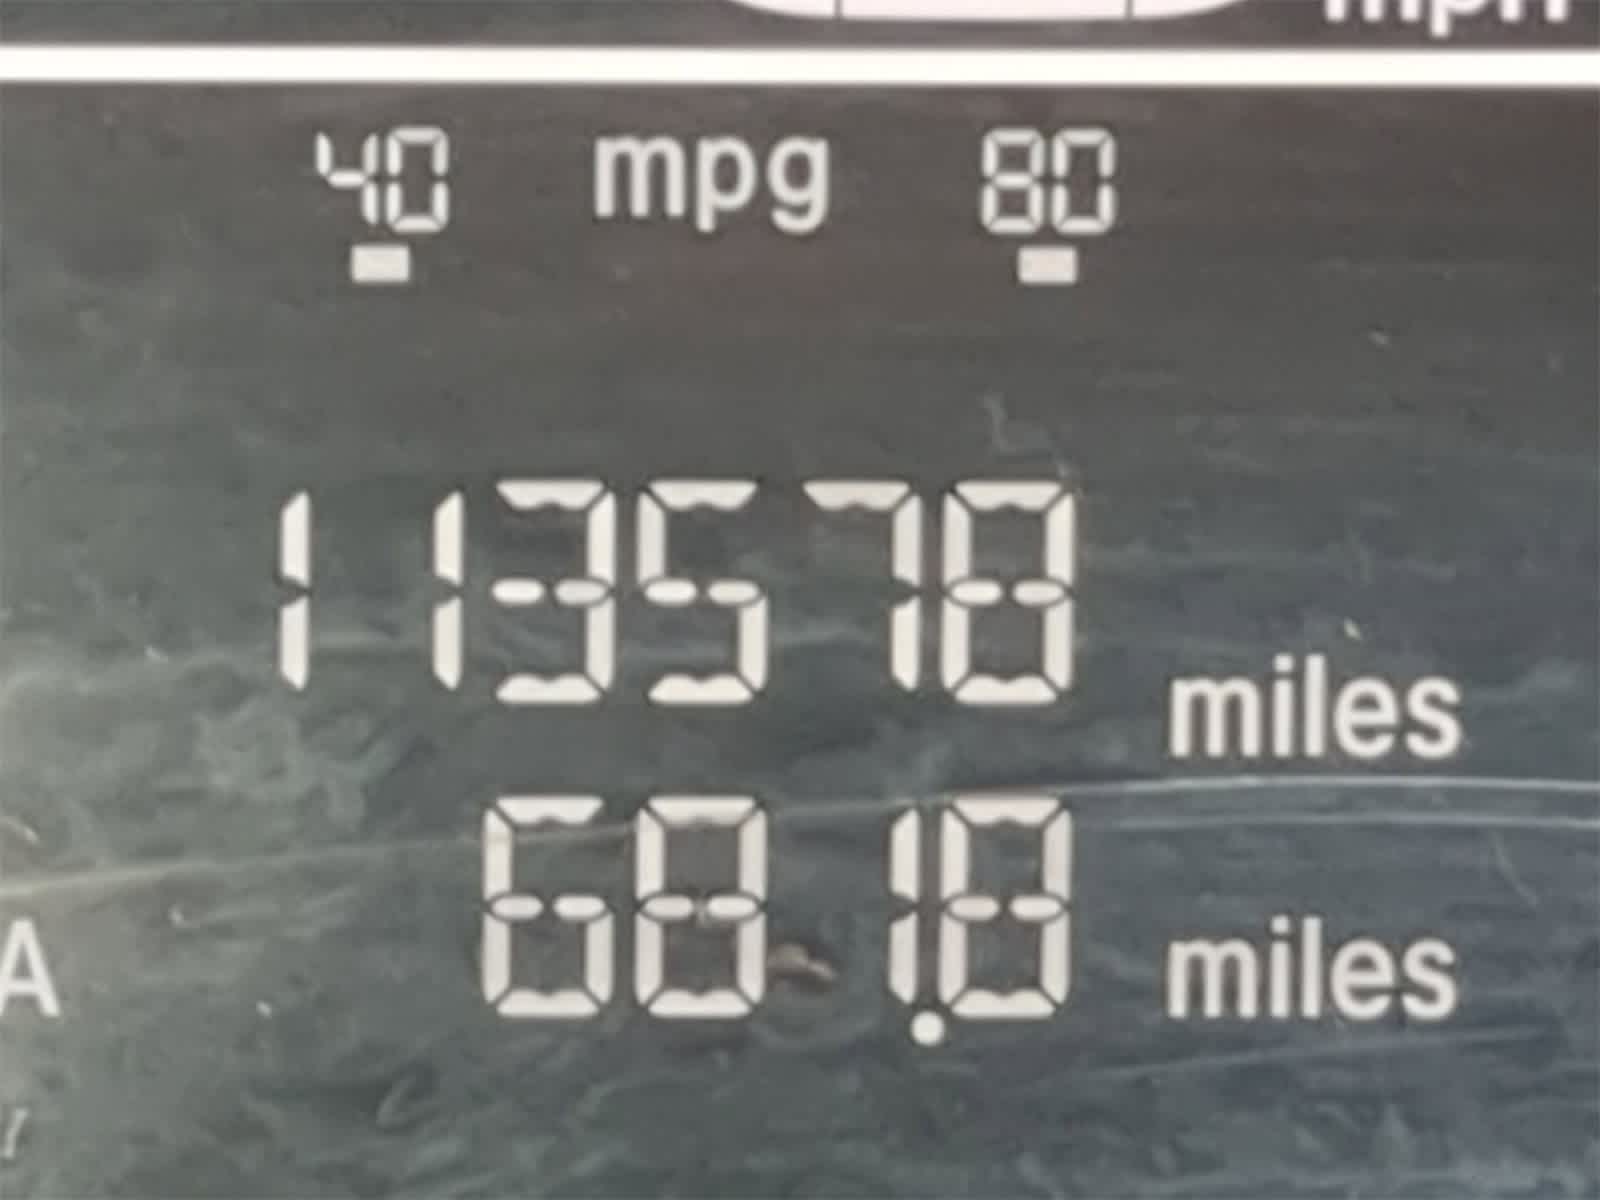 mph
40 mpg 80
113578 miles
A 681.8 miles